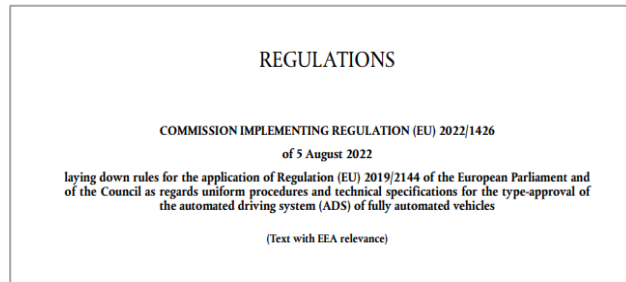 REGULATIONS
COMMISSION IMPLEMENTING REGULATION (EU) 2022/1426
of 5 August 2022
laying down rules for the application of Regulation (EU) 2019/2144 of the European Parliament and
of the Council as regards uniform procedures and technical specifications for the type-approval of
the automated driving system (ADS) of fully automated vehicles
(Text with EEA relevance)